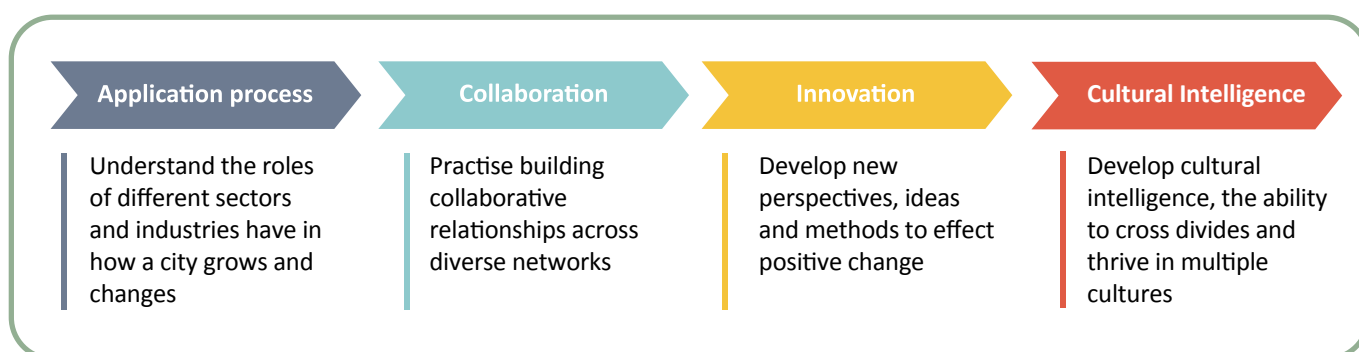 Application process
Understand the roles
of different sectors
and industries have in
how a city grows and
changes
Collaboration
Practise building
collaborative
relationships across
diverse networks
Innovation
Develop new
perspectives, ideas
and methods to effect
positive change
Cultural Intelligence
Develop cultural
intelligence, the ability
to cross divides and
thrive in multiple
cultures